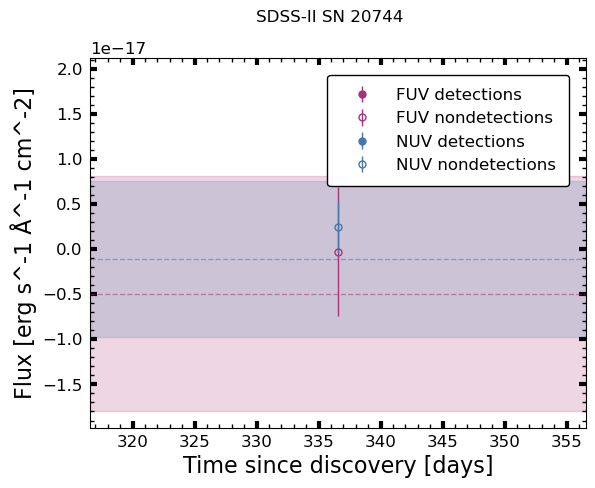 SDSS-II SN 20744
1e−17
2.0
1.5
1.0
0.5
0.0
−0.5
−1.0
−1.5
Flux [erg s^-1 Å^-1 cm^-2]
FUV detections
FUV nondetections
NUV detections
NUV nondetections
320 325 330 335 340 345 350 355
Time since discovery [days]